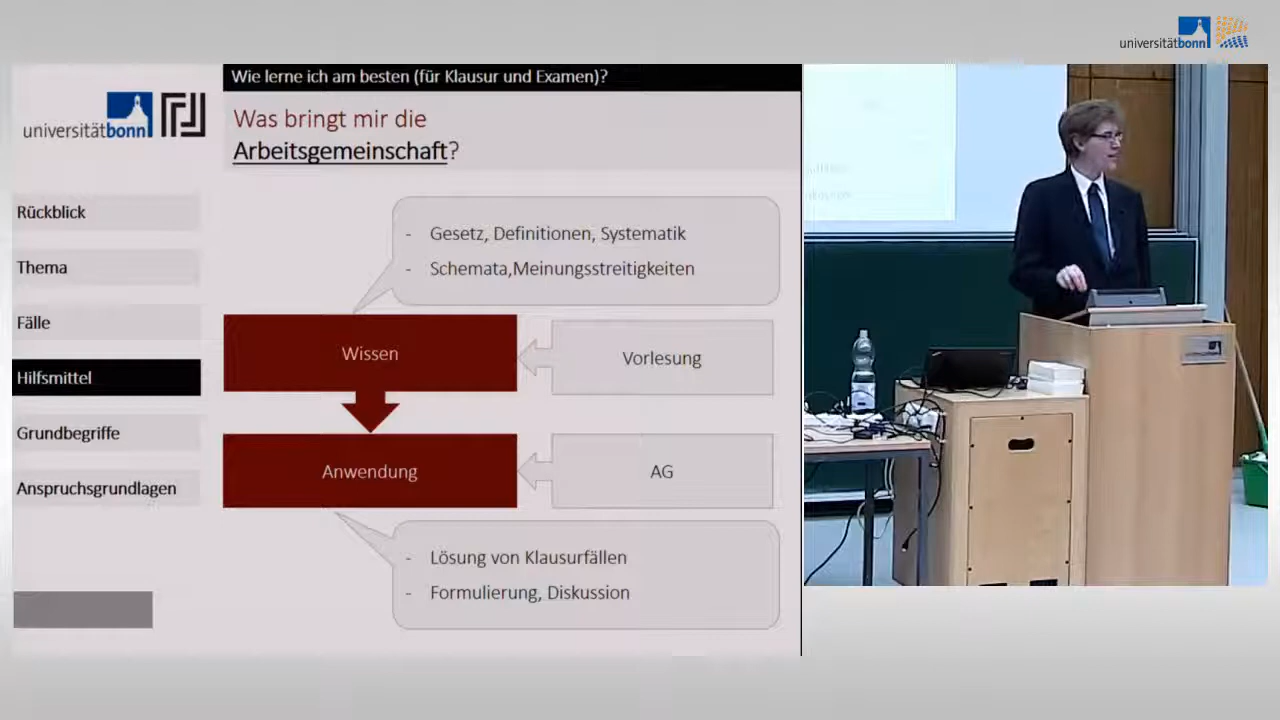 universitätbonn
Wie lerne ich am besten (für Klausur und Examen)?
universitätbonn
Was bringt mir die
Arbeitsgemeinschaft?
Rückblick
Thema
Fälle
Hilfsmittel
Grundbegriffe
Anspruchsgrundlagen
- Gesetz, Definitionen, Systematik
- Schemata,Meinungsstreitigkeiten
Wissen
Vorlesung
Anwendung
AG
- Lösung von Klausurfällen
- Formulierung, Diskussion